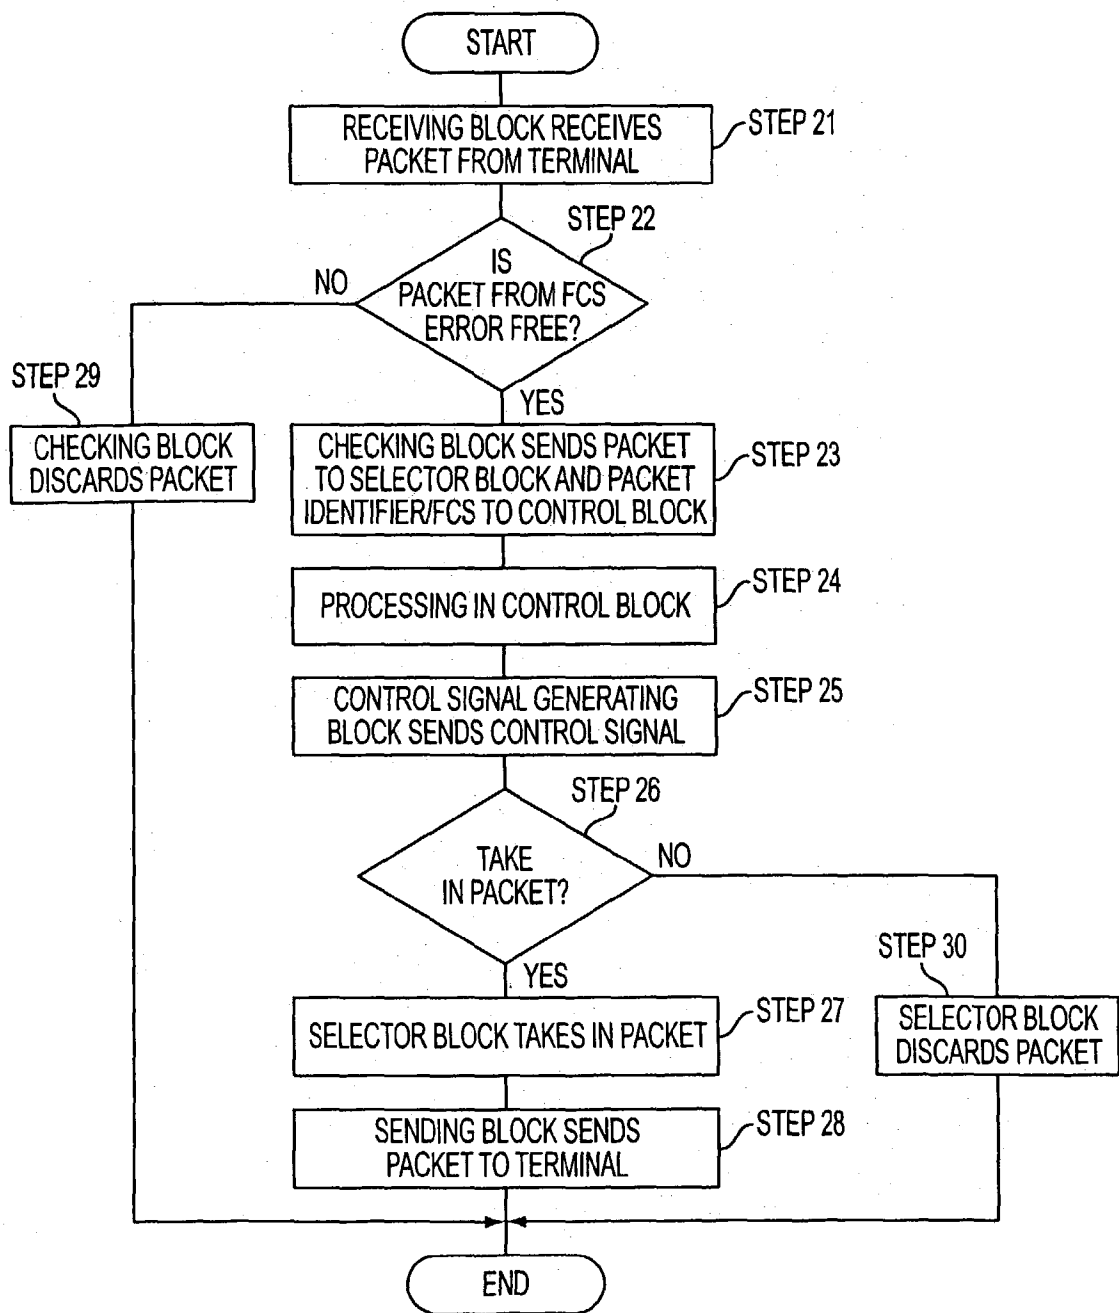 START
RECEIVING BLOCK RECEIVES
PACKET FROM TERMINAL
STEP 21
STEP 22
IS
PACKET FROM FCS
ERROR FREE?
NO
YES
STEP 29
CHECKING BLOCK
DISCARDS PACKET
CHECKING BLOCK SENDS PACKET
TO SELECTOR BLOCK AND PACKET
IDENTIFIER/FCS TO CONTROL BLOCK
STEP 23
PROCESSING IN CONTROL BLOCK
STEP 24
CONTROL SIGNAL GENERATING
BLOCK SENDS CONTROL SIGNAL
STEP 25
STEP 26
TAKE
IN PACKET?
NO
YES
STEP 30
SELECTOR BLOCK
DISCARDS PACKET
SELECTOR BLOCK TAKES IN PACKET
STEP 27
SENDING BLOCK SENDS
PACKET TO TERMINAL
STEP 28
END